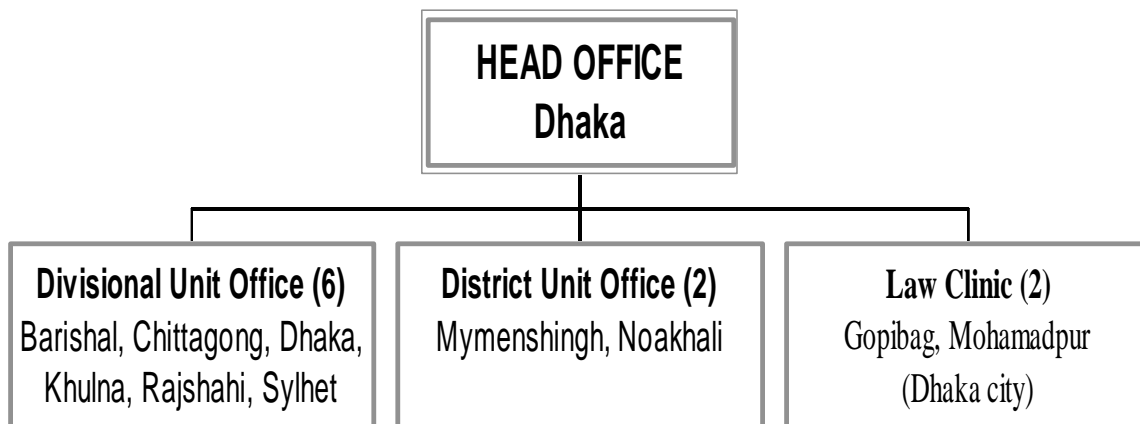 HEAD OFFICE
Dhaka
Divisional Unit Office (6)
Barishal, Chittagong, Dhaka,
Khulna, Rajshahi, Sylhet
District Unit Office (2)
Mymenshingh, Noakhali
Law Clinic (2)
Gopibag, Mohamadpur
(Dhaka city)